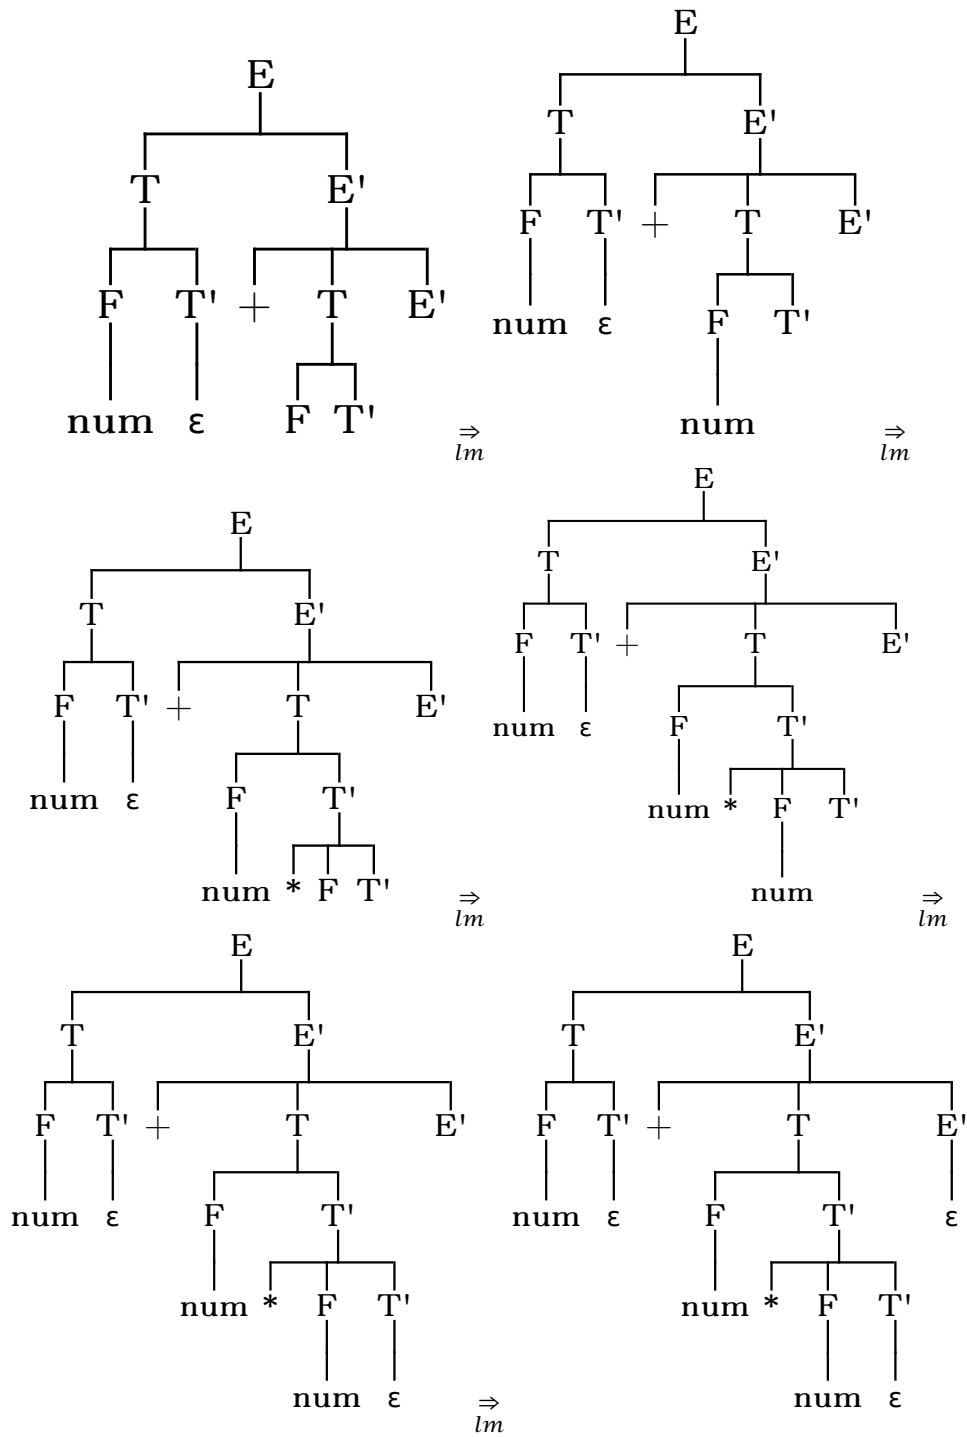 E
T E'
F T' + T E'
num ε F T'
⇒
lm
E
T E'
F T' + T E'
num ε F T'
num
⇒
lm
E
T E'
F T' + T E'
num ε F T'
num * F T'
⇒
lm
E
T E'
F T' + T E'
num ε F T'
num * F T'
num
⇒
lm
E
T E'
F T' + T E'
num ε F T'
num * F T'
num ε
⇒
lm
E
T E'
F T' + T E'
num ε F T' ε
num * F T'
num ε